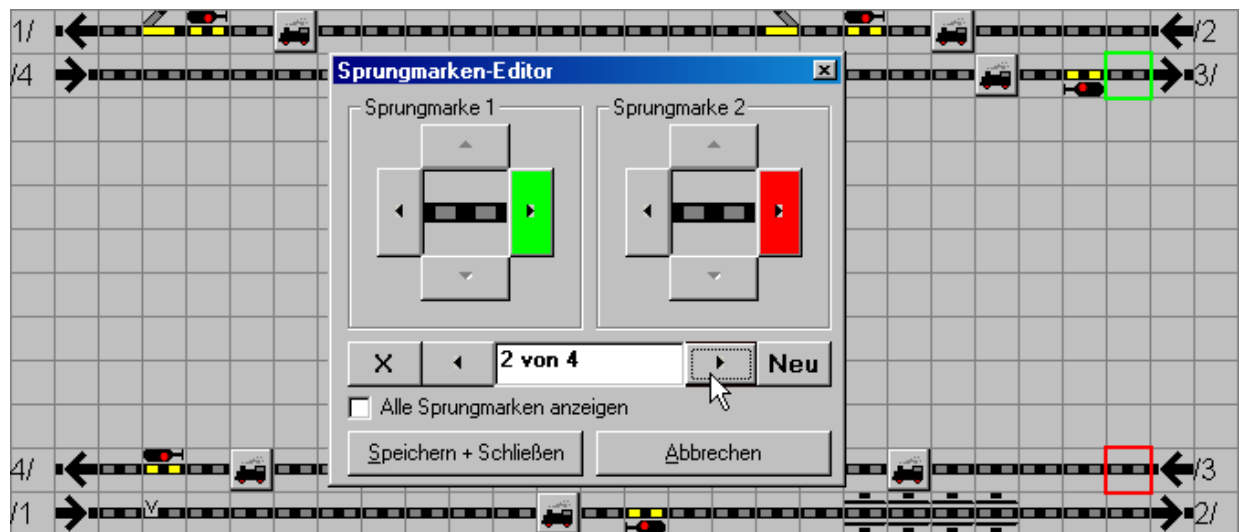 1/
/2
/4
Sprungmarken-Editor
3/
Sprungmarke 1
Sprungmarke 2
X
2 von 4
Neu
Alle Sprungmarken anzeigen
Speichern + Schließen
Abbrechen
4/
/3
/1
V
2/